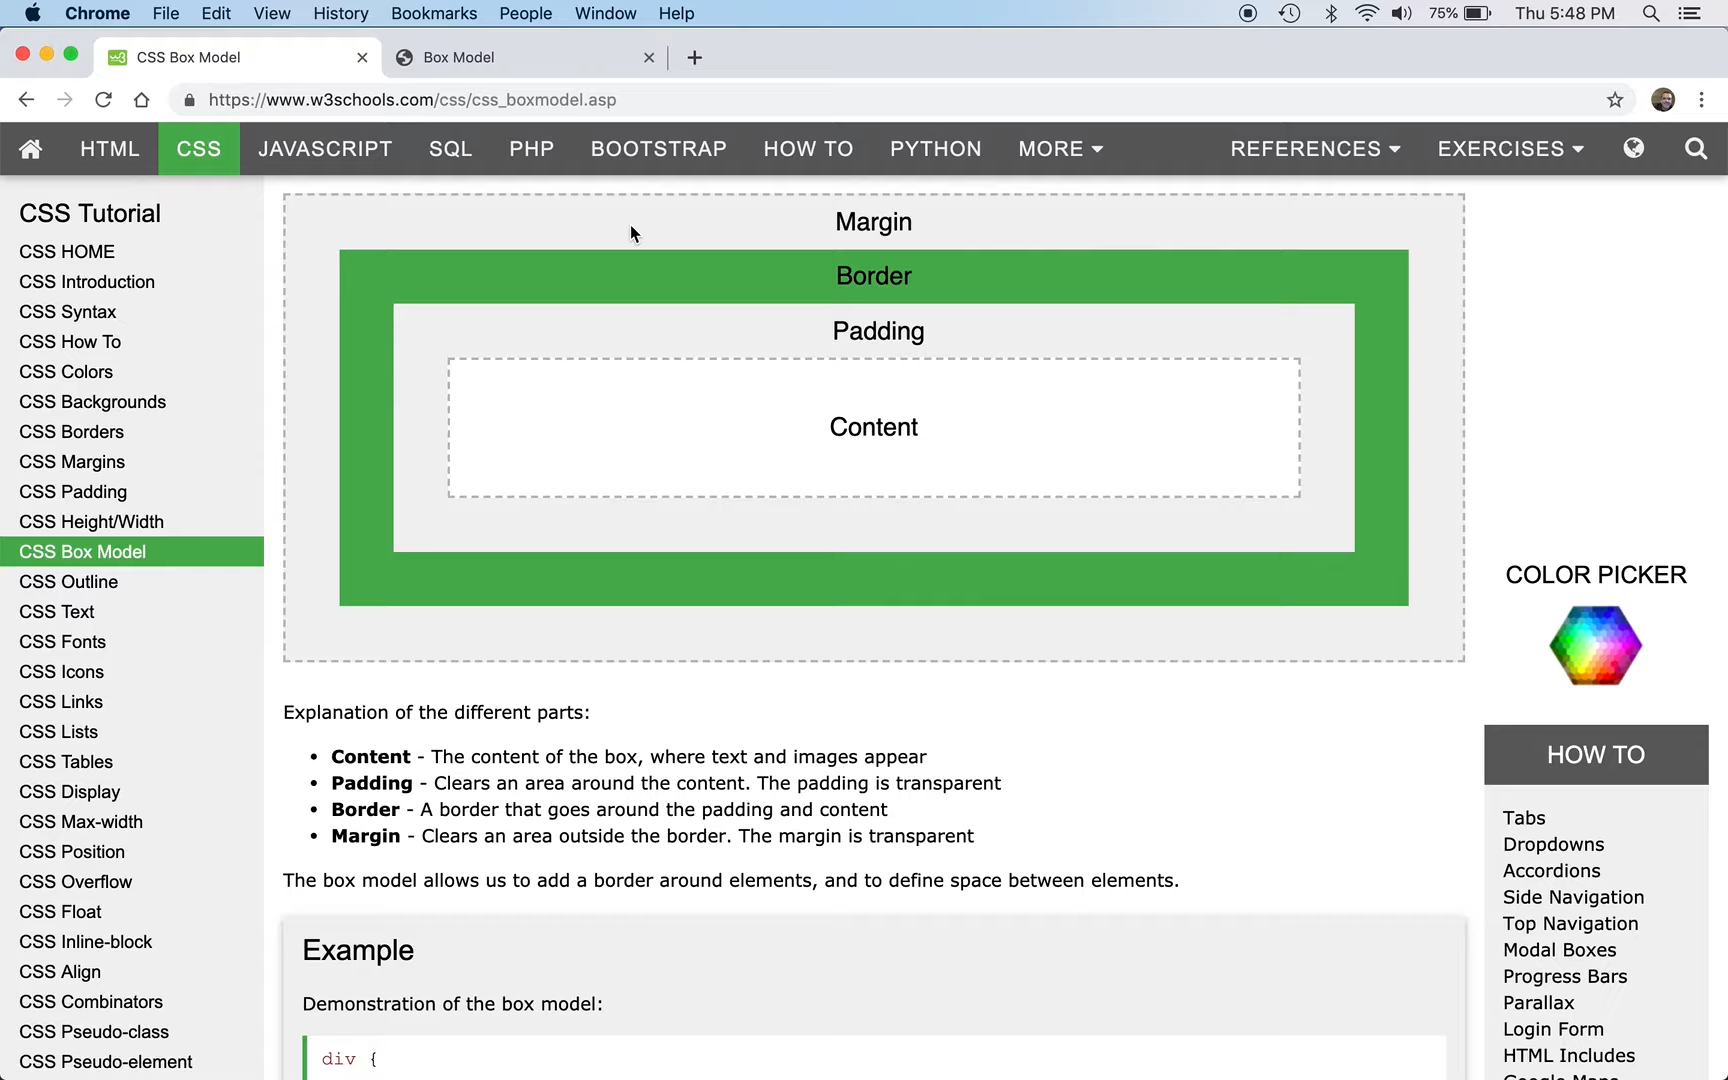 Chrome File Edit View History Bookmarks People Window Help 75% Thu 5:48 PM
CSS Box Model Box Model
https://www.w3schools.com/css/css_boxmodel.asp
HTML CSS JAVASCRIPT SQL PHP BOOTSTRAP HOW TO PYTHON MORE REFERENCES EXERCISES
CSS Tutorial
CSS HOME
CSS Introduction
CSS Syntax
CSS How To
CSS Colors
CSS Backgrounds
CSS Borders
CSS Margins
CSS Padding
CSS Height/Width
CSS Box Model
CSS Outline
CSS Text
CSS Fonts
CSS Icons
CSS Links
CSS Lists
CSS Tables
CSS Display
CSS Max-width
CSS Position
CSS Overflow
CSS Float
CSS Inline-block
CSS Align
CSS Combinators
CSS Pseudo-class
CSS Pseudo-element
Margin
Border
Padding
Content
Explanation of the different parts:
• Content - The content of the box, where text and images appear
• Padding - Clears an area around the content. The padding is transparent
• Border - A border that goes around the padding and content
• Margin - Clears an area outside the border. The margin is transparent
The box model allows us to add a border around elements, and to define space between elements.
Example
Demonstration of the box model:
div {
COLOR PICKER
HOW TO
Tabs
Dropdowns
Accordions
Side Navigation
Top Navigation
Modal Boxes
Progress Bars
Parallax
Login Form
HTML Includes
Google Maps